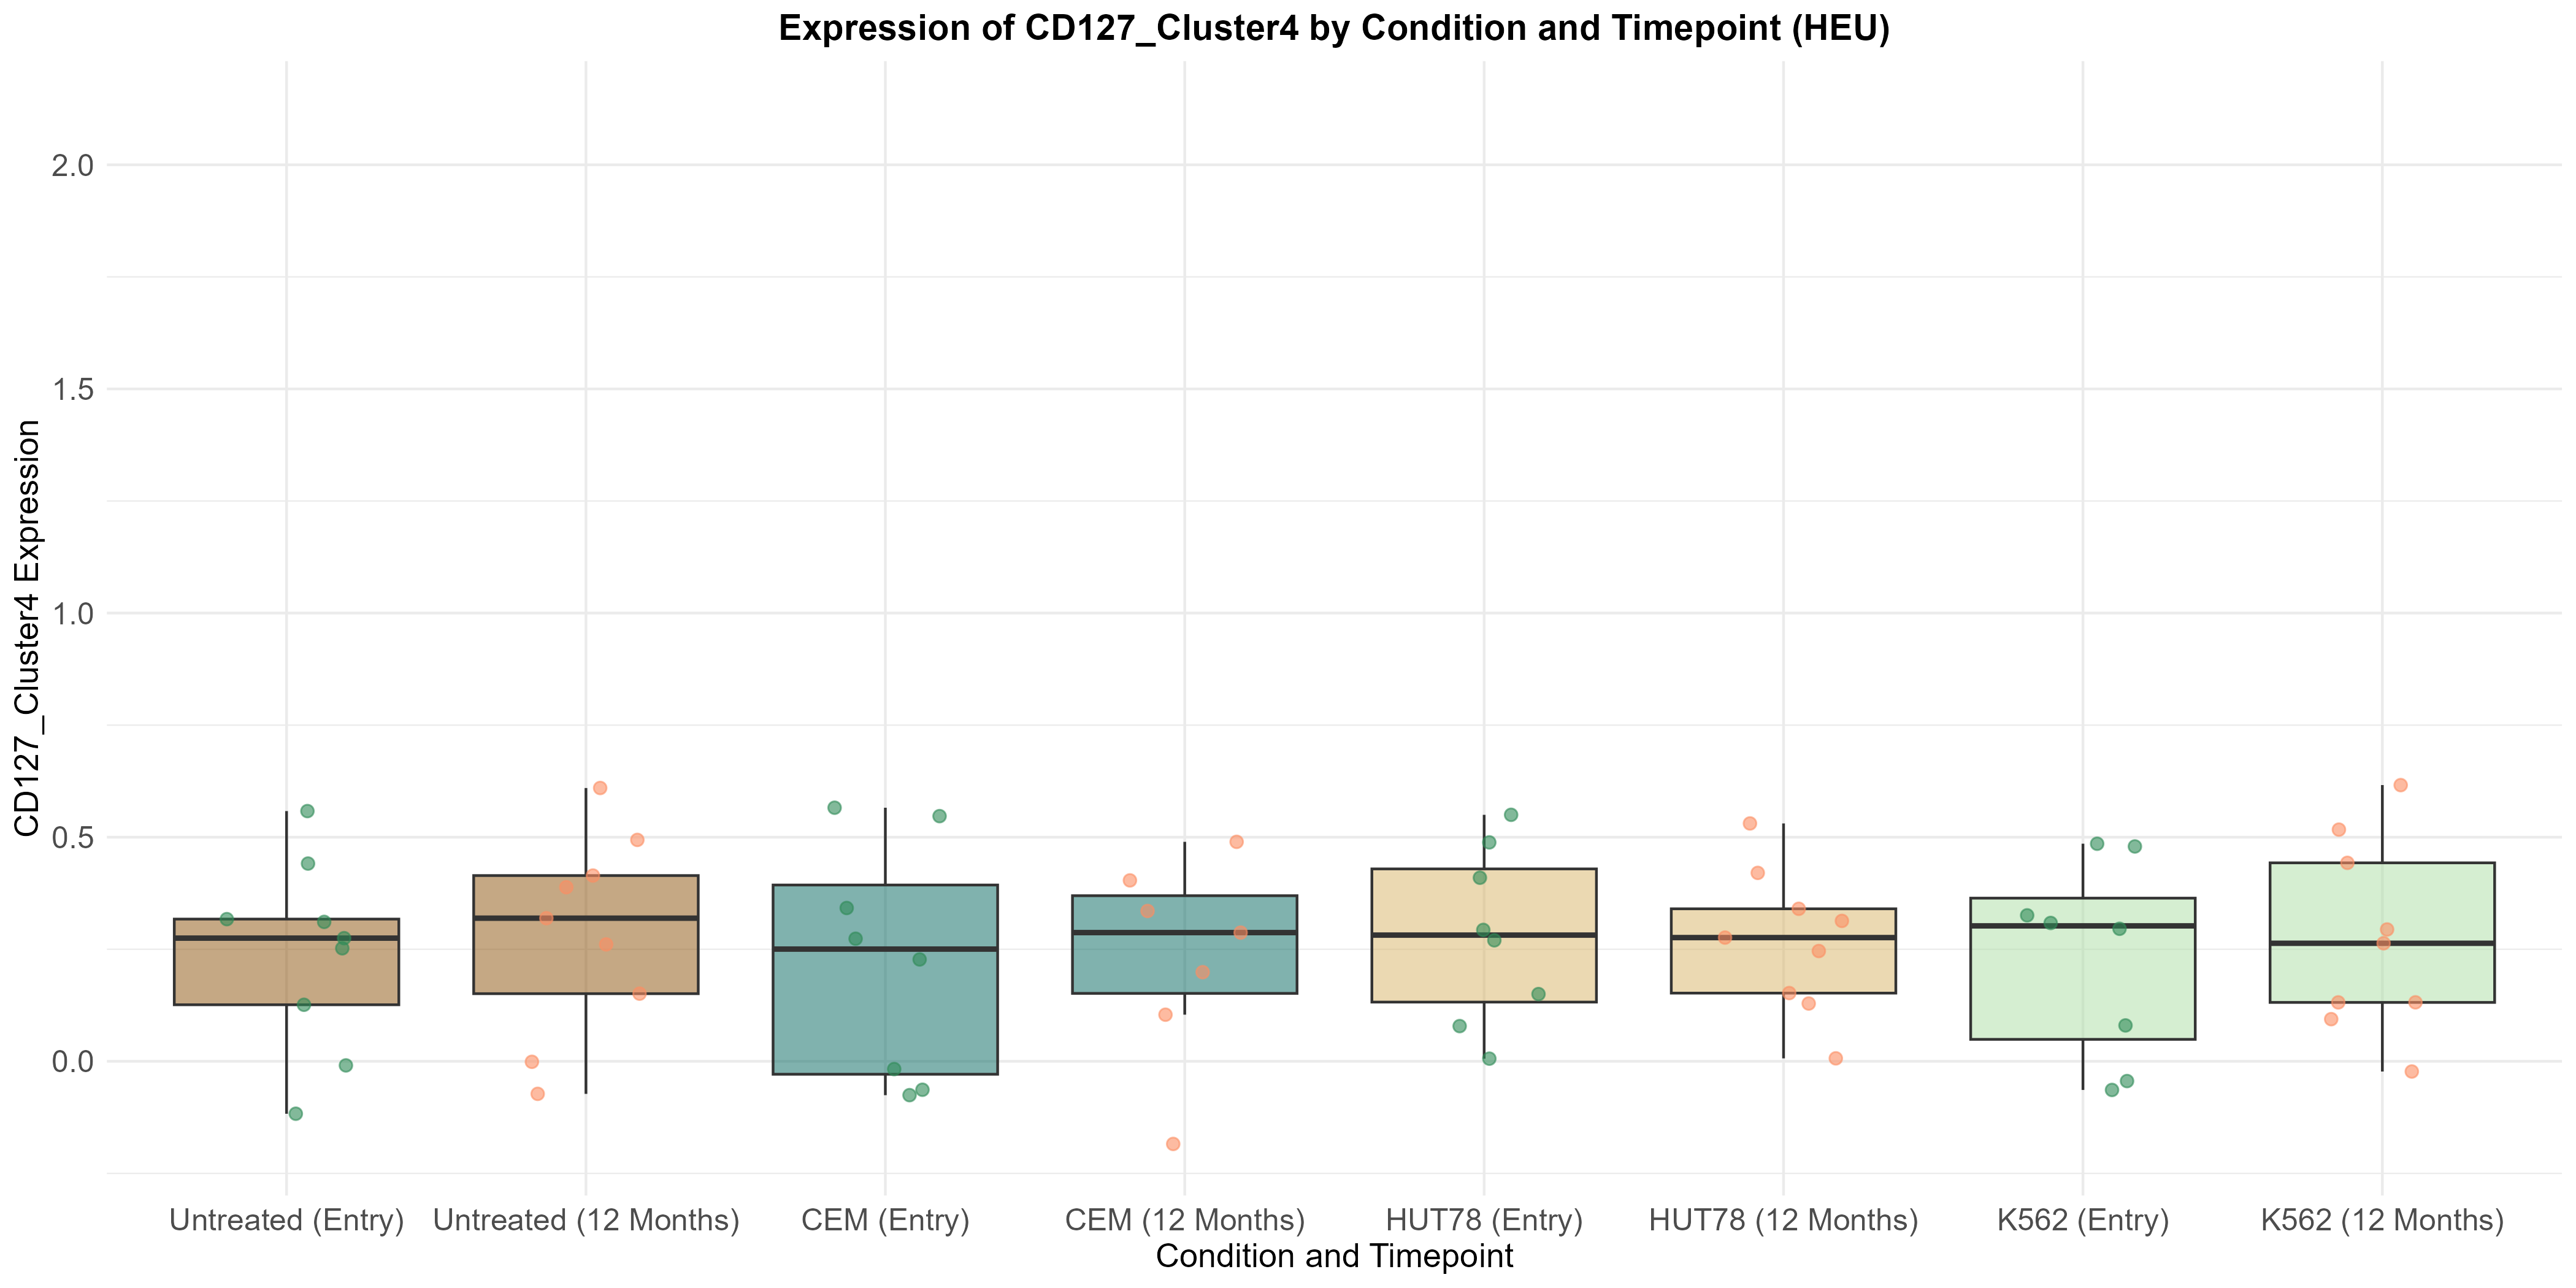 Expression of CD127_Cluster4 by Condition and Timepoint (HEU)
CD127_Cluster4 Expression
2.0
1.5
1.0
0.5
0.0
Untreated (Entry)
Untreated (12 Months)
CEM (Entry)
CEM (12 Months)
HUT78 (Entry)
HUT78 (12 Months)
K562 (Entry)
K562 (12 Months)
Condition and Timepoint